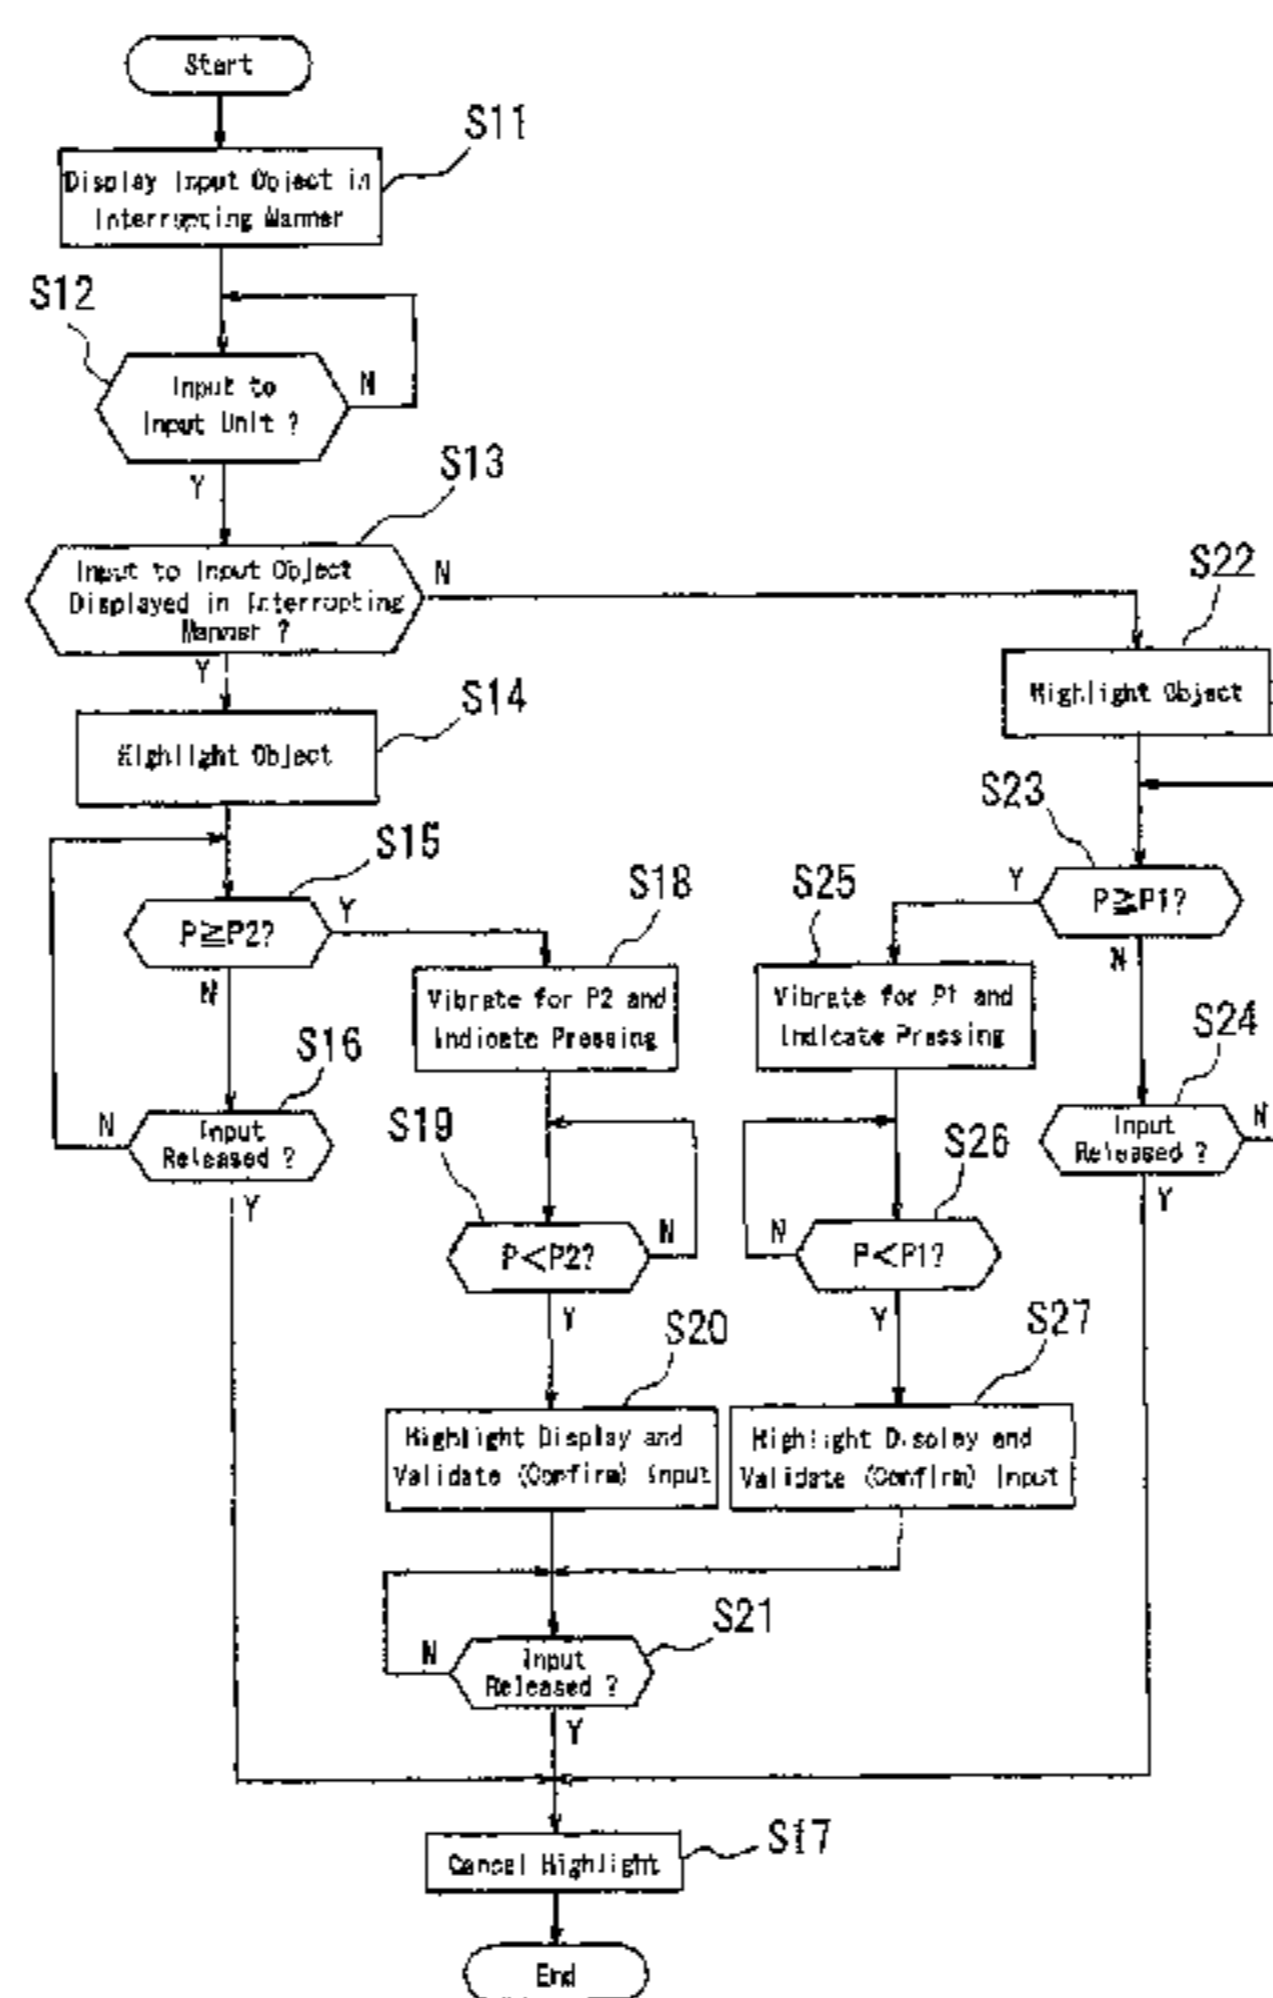 Start
S11
Display Input Object in
Interrupting Manner
S12
Input to
Input Unit ?
N
Y
S13
Input to Input Object
Displayed in Interrupting
Manner ?
N
Y
S22
Highlight Object
S14
Highlight Object
S23
P≧P1?
Y
N
S15
P≧P2?
Y
N
S18
Vibrate for P2 and
Indicate Pressing
S25
Vibrate for P1 and
Indicate Pressing
S24
Input
Released ?
N
Y
S16
Input
Released ?
N
Y
S19
P<P2?
N
Y
S26
P<P1?
N
Y
S20
Highlight Display and
Validate (Confirm) Input
S27
Highlight Display and
Validate (Confirm) Input
S21
Input
Released ?
N
Y
S17
Cancel Highlight
End